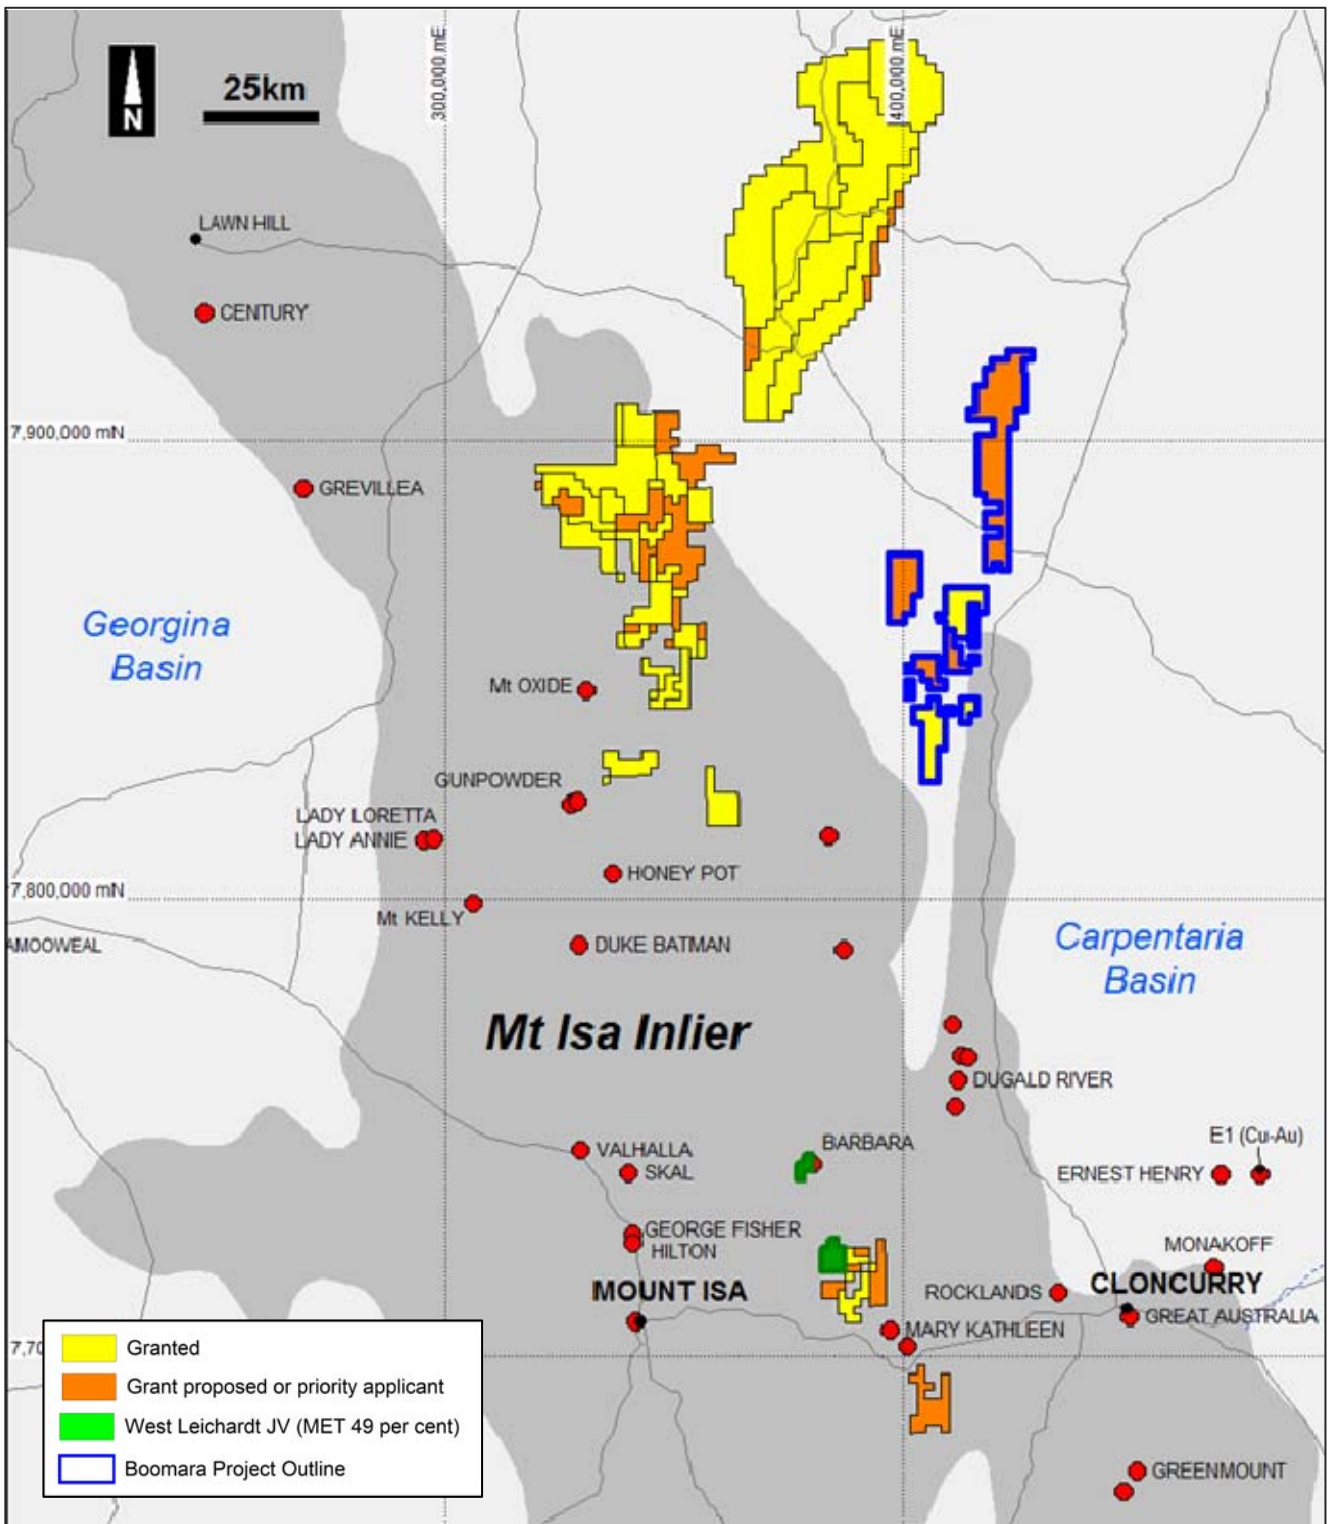 300,000 mE
400,000 mE
25km
N
LAWN HILL
CENTURY
7,900,000 mN
GREVILLEA
Georgina
Basin
Mt OXIDE
GUNPOWDER
LADY LORETTA
LADY ANNIE
HONEY POT
7,800,000 mN
Mt KELLY
AMOOWEAL
DUKE BATMAN
Carpentaria
Basin
Mt Isa Inlier
DUGALD RIVER
E1 (Cu-Au)
VALHALLA
BARBARA
SKAL
ERNEST HENRY
GEORGE FISHER
HILTON
MONAKOFF
MOUNT ISA
ROCKLANDS
CLONCURRY
GREAT AUSTRALIA
MARY KATHLEEN
7,70
Granted
Grant proposed or priority applicant
West Leichardt JV (MET 49 per cent)
Boomara Project Outline
GREENMOUNT